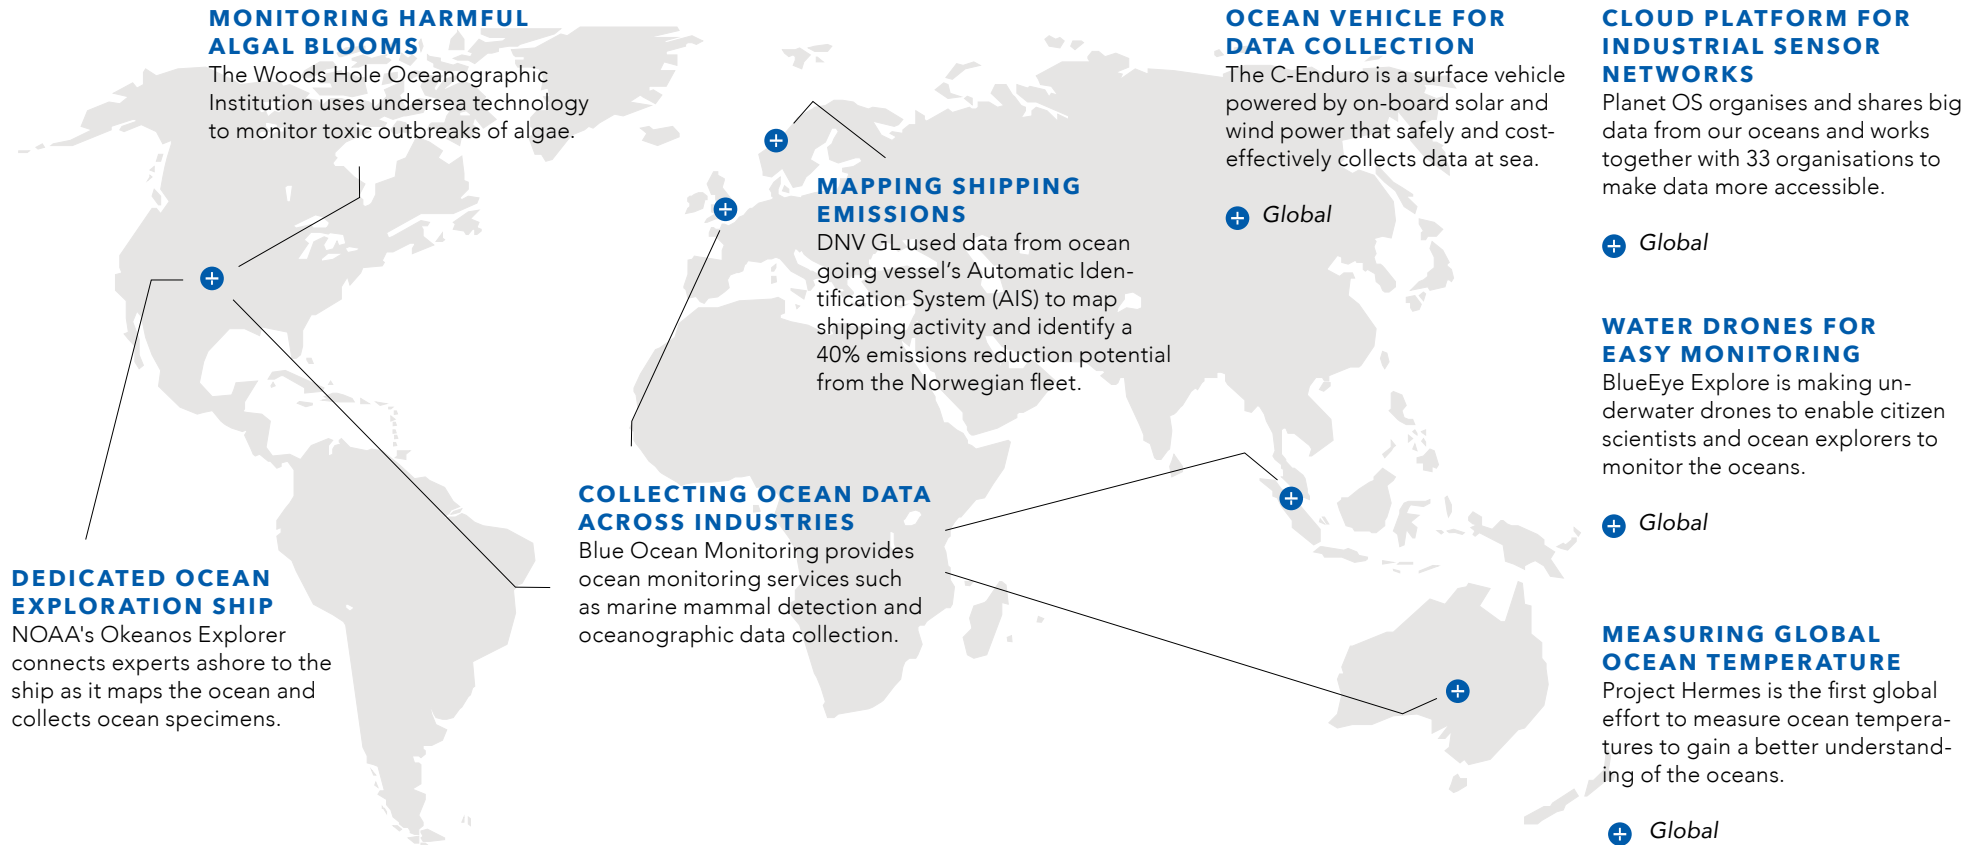 MONITORING HARMFUL
ALGAL BLOOMS
The Woods Hole Oceanographic
Institution uses undersea technology
to monitor toxic outbreaks of algae.
OCEAN VEHICLE FOR
DATA COLLECTION
The C-Enduro is a surface vehicle
powered by on-board solar and
wind power that safely and cost-
effectively collects data at sea.
Global
CLOUD PLATFORM FOR
INDUSTRIAL SENSOR
NETWORKS
Planet OS organises and shares big
data from our oceans and works
together with 33 organisations to
make data more accessible.
Global
MAPPING SHIPPING
EMISSIONS
DNV GL used data from ocean
going vessel's Automatic Iden-
tification System (AIS) to map
shipping activity and identify a
40% emissions reduction potential
from the Norwegian fleet.
WATER DRONES FOR
EASY MONITORING
BlueEye Explore is making un-
derwater drones to enable citizen
scientists and ocean explorers to
monitor the oceans.
Global
COLLECTING OCEAN DATA
ACROSS INDUSTRIES
Blue Ocean Monitoring provides
ocean monitoring services such
as marine mammal detection and
oceanographic data collection.
DEDICATED OCEAN
EXPLORATION SHIP
NOAA's Okeanos Explorer
connects experts ashore to the
ship as it maps the ocean and
collects ocean specimens.
MEASURING GLOBAL
OCEAN TEMPERATURE
Project Hermes is the first global
effort to measure ocean tempera-
tures to gain a better understand-
ing of the oceans.
Global